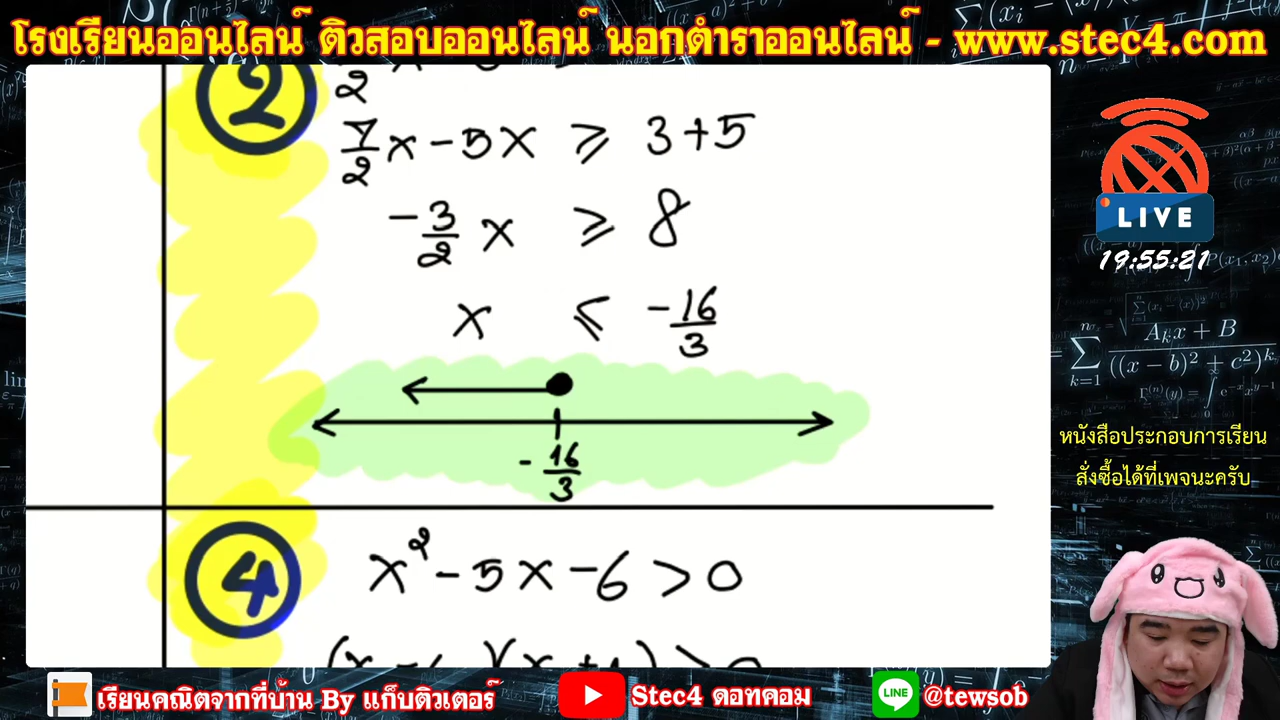 โรงเรียนออนไลน์ ติวสอบออนไลน์ นอกตำราออนไลน์ - www.stec4.com
②
7/2 x - 5x ≥ 3+5
-3/2 x ≥ 8
x ≤ -16/3
-16/3
④ x² - 5x - 6 > 0
LIVE
19:55:21
หนังสือประกอบการเรียน
สั่งซื้อได้ที่เพจนะครับ
เรียนคณิตจากที่บ้าน By แก็บติวเตอร์
Stec4 ดอทคอม
LINE @tewsob